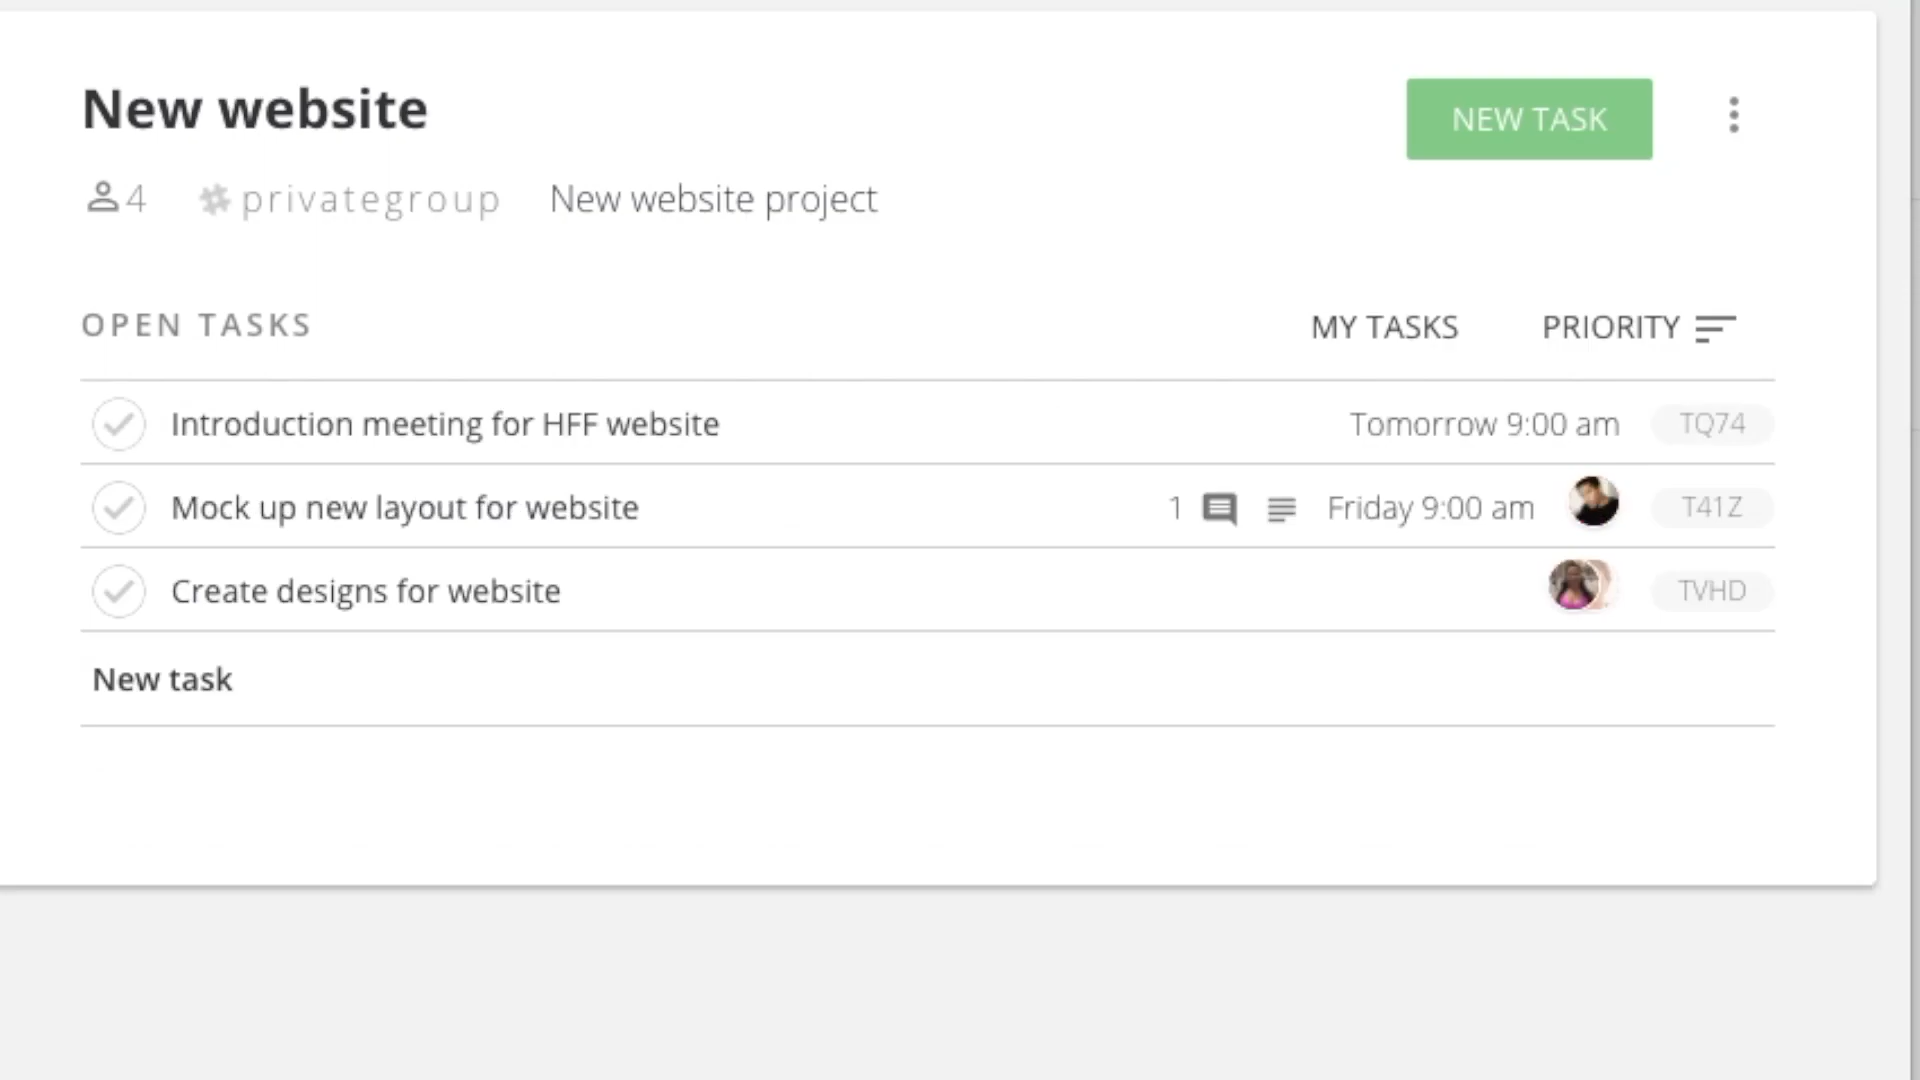 New website
NEW TASK
4 privategroup New website project
OPEN TASKS
MY TASKS PRIORITY
Introduction meeting for HFF website Tomorrow 9:00 am TQ74
Mock up new layout for website 1 Friday 9:00 am T41Z
Create designs for website TVHD
New task